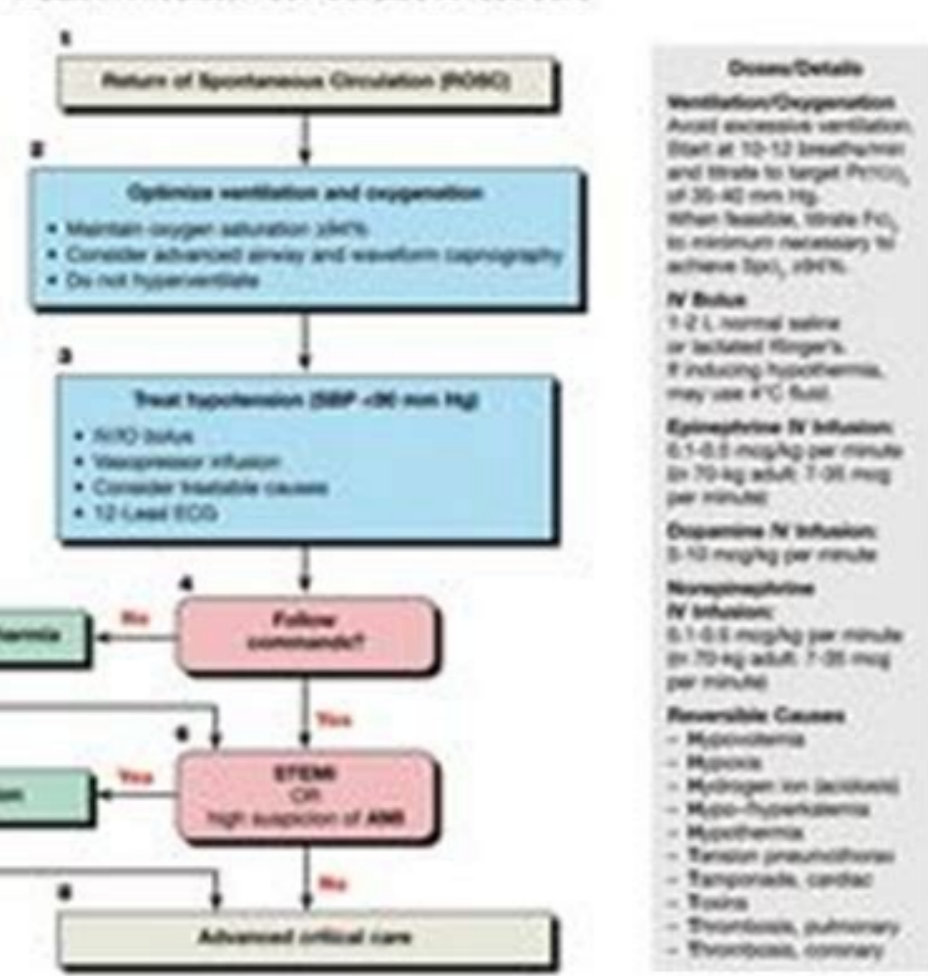 1
Return of Spontaneous Circulation (ROSC)
2
Optimize ventilation and oxygenation
• Maintain oxygen saturation ≥94%
• Consider advanced airway and waveform capnography
• Do not hyperventilate
3
Treat hypotension (SBP <90 mm Hg)
• IV/IO bolus
• Vasopressor infusion
• Consider treatable causes
• 12-Lead ECG
4
Follow
commands?
No
hermia
Yes
6
STEMI
OR
high suspicion of AMI
Yes
on
No
8
Advanced critical care
Doses/Details
Ventilation/Oxygenation
Avoid excessive ventilation.
Start at 10-12 breaths/min
and titrate to target
of 35-40 mm Hg.
When feasible, titrate
to minimum necessary to
achieve ≥94%.
IV Bolus
1-2 L normal saline
or lactated Ringer's.
If inducing hypothermia,
may use 4°C fluid.
Epinephrine IV Infusion:
0.1-0.5 mcg/kg per minute
(in 70-kg adult: 7-35 mcg
per minute)
Dopamine IV Infusion:
5-10 mcg/kg per minute
Norepinephrine
IV Infusion:
0.1-0.5 mcg/kg per minute
(in 70-kg adult: 7-35 mcg
per minute)
Reversible Causes
– Hypovolemia
– Hypoxia
– Hydrogen ion (acidosis)
– Hypo-/hyperkalemia
– Hypothermia
– Tension pneumothorax
– Tamponade, cardiac
– Toxins
– Thrombosis, pulmonary
– Thrombosis, coronary